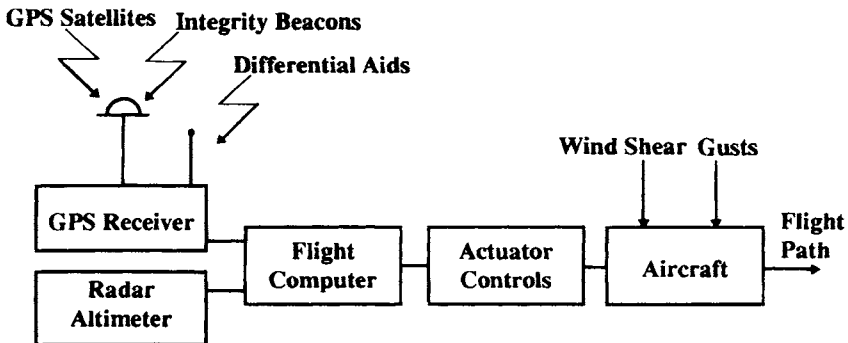 GPS Satellites
Integrity Beacons
Differential Aids
Wind Shear Gusts
GPS Receiver
Flight
Computer
Actuator
Controls
Aircraft
Flight
Path
Radar
Altimeter